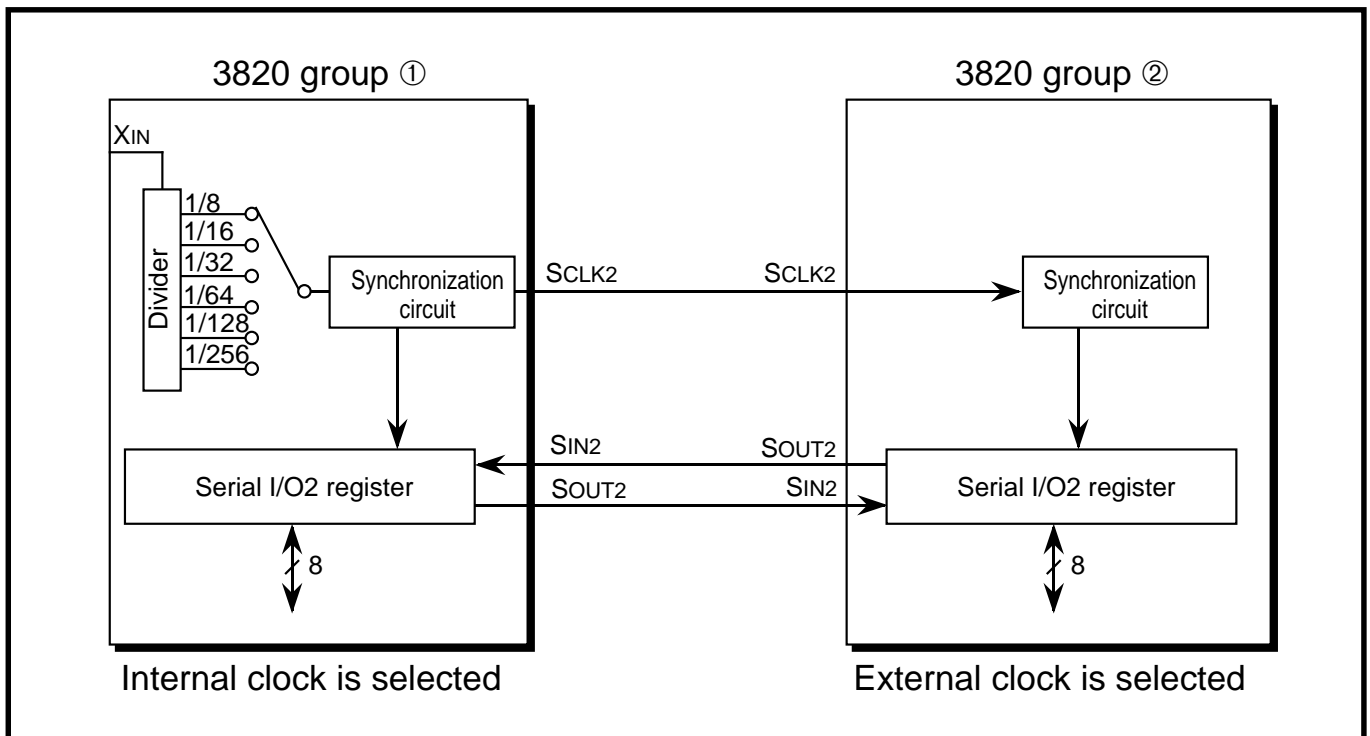 3820 group ①
3820 group ②
XIN
Divider
1/8
1/16
1/32
1/64
1/128
1/256
Synchronization
circuit
SCLK2
SCLK2
Synchronization
circuit
SIN2
SOUT2
Serial I/O2 register
SOUT2
SIN2
Serial I/O2 register
8
8
Internal clock is selected
External clock is selected